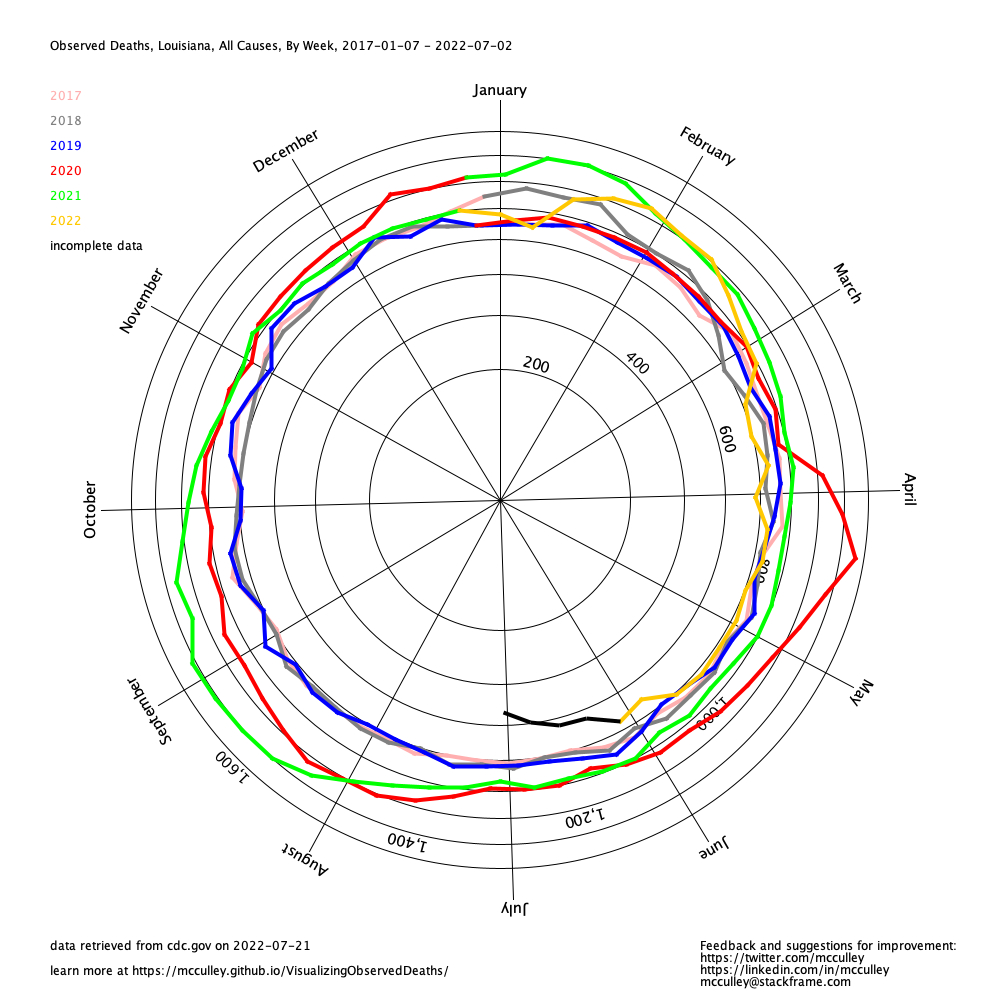 Observed Deaths, Louisiana, All Causes, By Week, 2017-01-07 - 2022-07-02
January
2017
2018
2019
2020
2021
2022
incomplete data
December
February
November
March
200
400
600
October
April
800
September
May
1,000
1,600
1,200
1,400
August
June
July
data retrieved from cdc.gov on 2022-07-21
learn more at https://mcculley.github.io/VisualizingObservedDeaths/
Feedback and suggestions for improvement:
https://twitter.com/mcculley
https://linkedin.com/in/mcculley
mcculley@stackframe.com